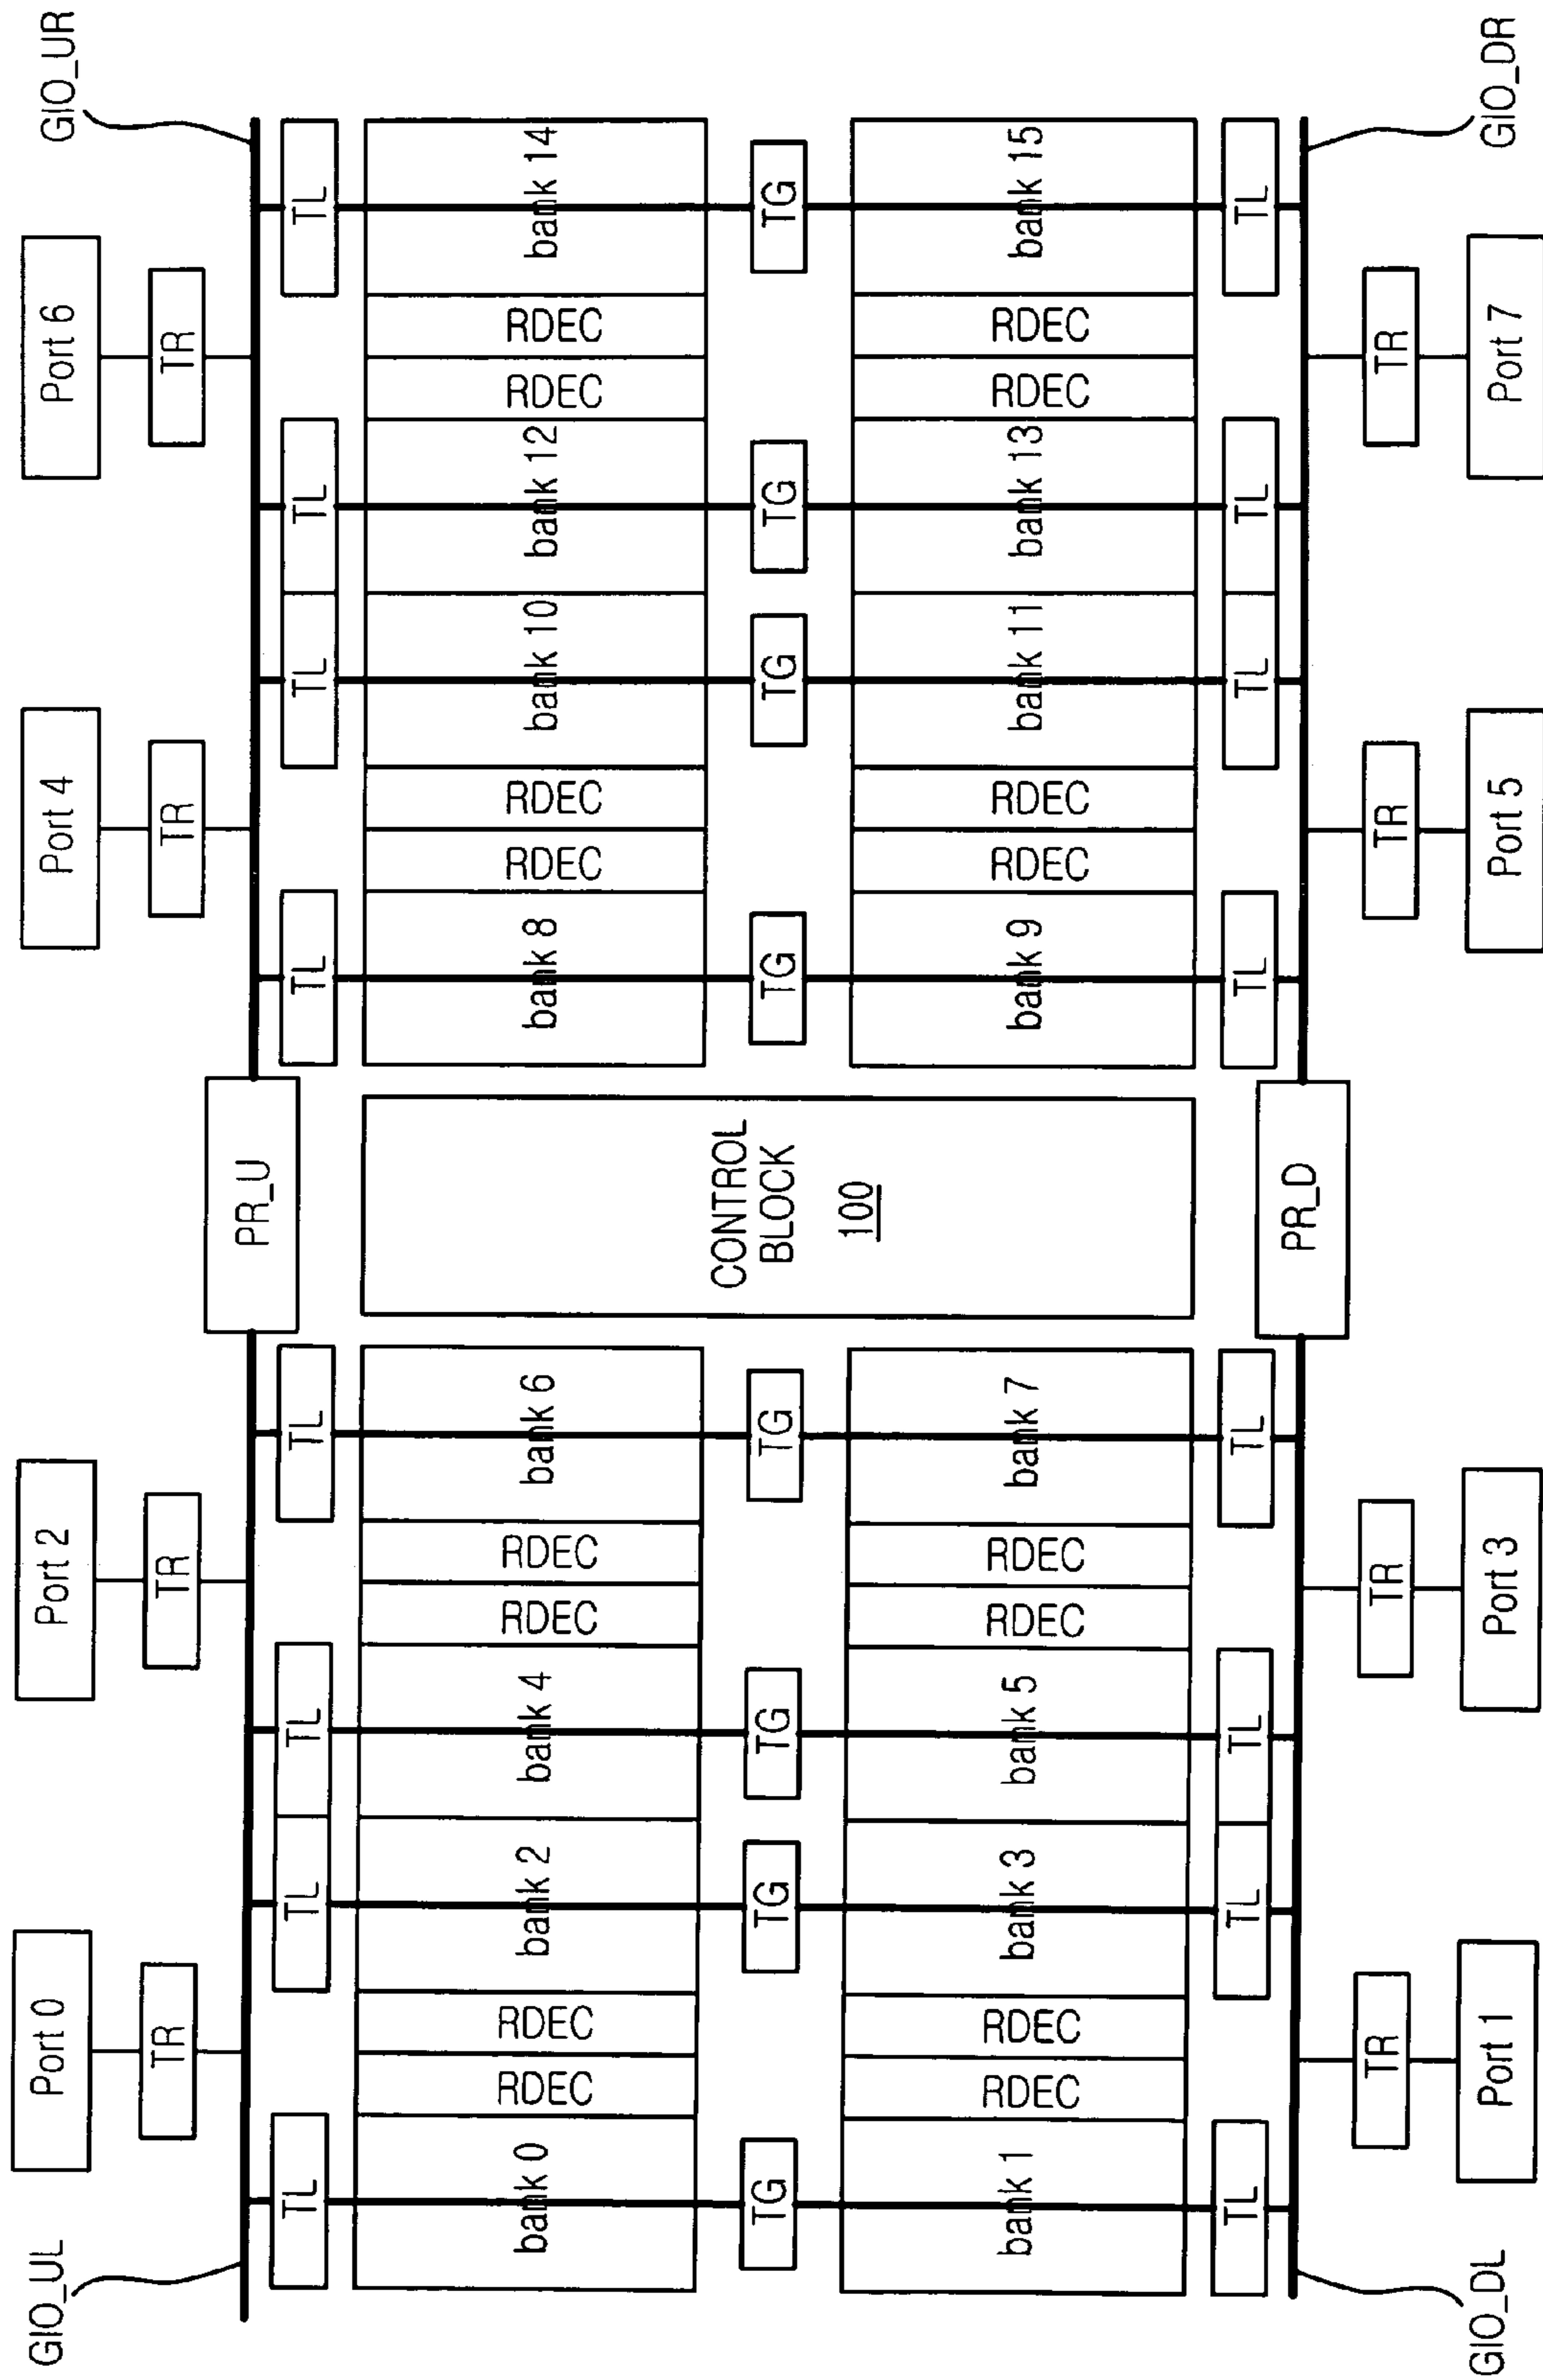 GIO_UL
GIO_UR
Port 0
Port 2
Port 4
Port 6
TR
TR
TR
TR
PR_U
TL
TL
TL
TL
TL
TL
TL
TL
bank 0
RDEC
RDEC
bank 2
bank 4
RDEC
RDEC
bank 6
bank 8
RDEC
RDEC
bank 10
bank 12
RDEC
RDEC
bank 14
TG
TG
TG
TG
CONTROL
BLOCK
100
TG
TG
TG
TG
bank 1
RDEC
RDEC
bank 3
bank 5
RDEC
RDEC
bank 7
bank 9
RDEC
RDEC
bank 11
bank 13
RDEC
RDEC
bank 15
TL
TL
TL
TL
TL
TL
TL
TL
PR_D
TR
TR
TR
TR
Port 1
Port 3
Port 5
Port 7
GIO_DL
GIO_DR